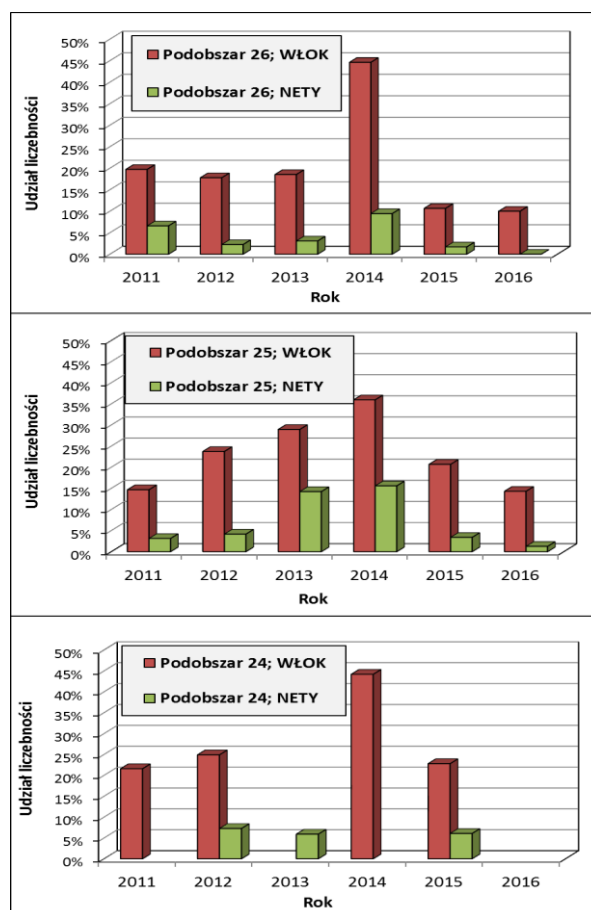 Udział liczebności
50%
45%
40%
35%
30%
25%
20%
15%
10%
5%
0%
Podobszar 26; WŁOK
Podobszar 26; NETY
2011 2012 2013 2014 2015 2016
Rok
Udział liczebności
50%
45%
40%
35%
30%
25%
20%
15%
10%
5%
0%
Podobszar 25; WŁOK
Podobszar 25; NETY
2011 2012 2013 2014 2015 2016
Rok
Udział liczebności
50%
45%
40%
35%
30%
25%
20%
15%
10%
5%
0%
Podobszar 24; WŁOK
Podobszar 24; NETY
2011 2012 2013 2014 2015 2016
Rok